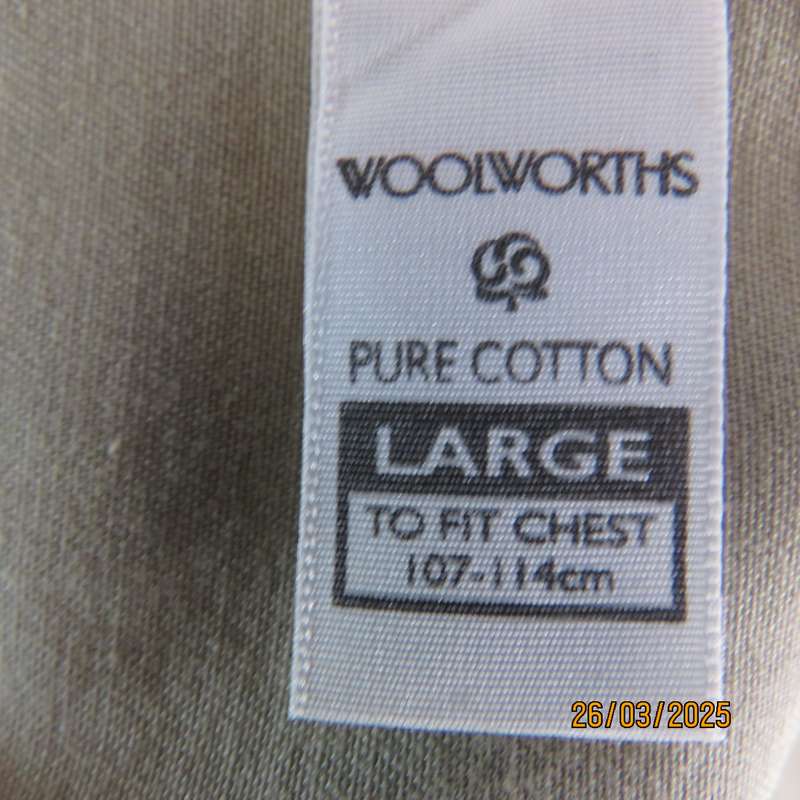 WOOLWORTHS
PURE COTTON
LARGE
TO FIT CHEST
107-114cm
26/03/2025